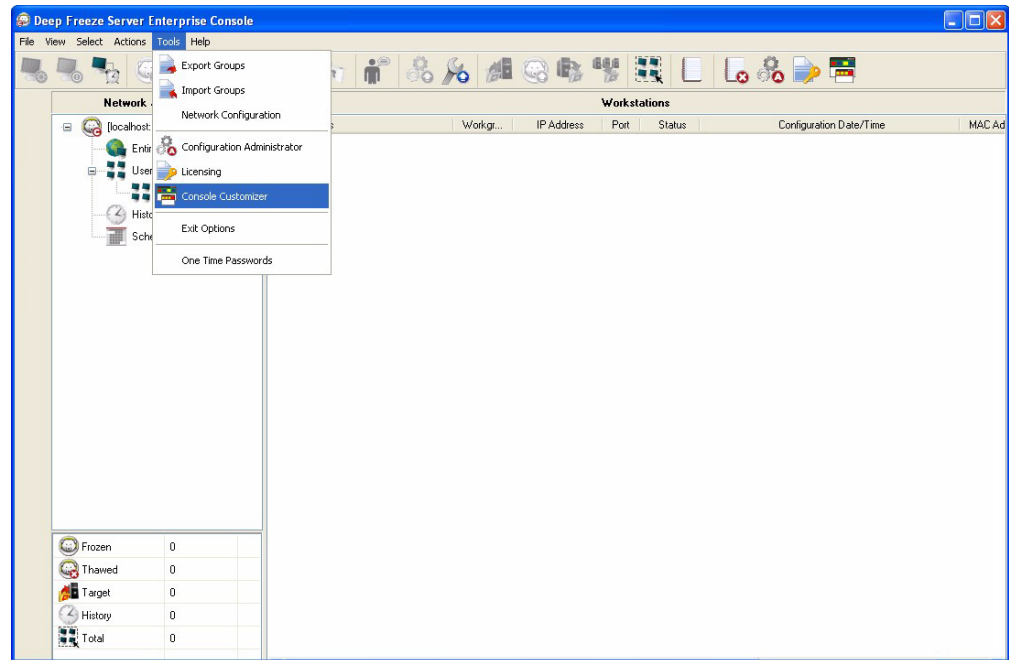 Deep Freeze Server Enterprise Console
File View Select Actions Tools Help
Export Groups
Import Groups
Network Configuration
Configuration Administrator
Licensing
Console Customizer
Exit Options
One Time Passwords
Network
Workstations
Workgr... IP Address Port Status Configuration Date/Time MAC Ad
[localhost:
Entir
User
Histo
Sche
Frozen 0
Thawed 0
Target 0
History 0
Total 0